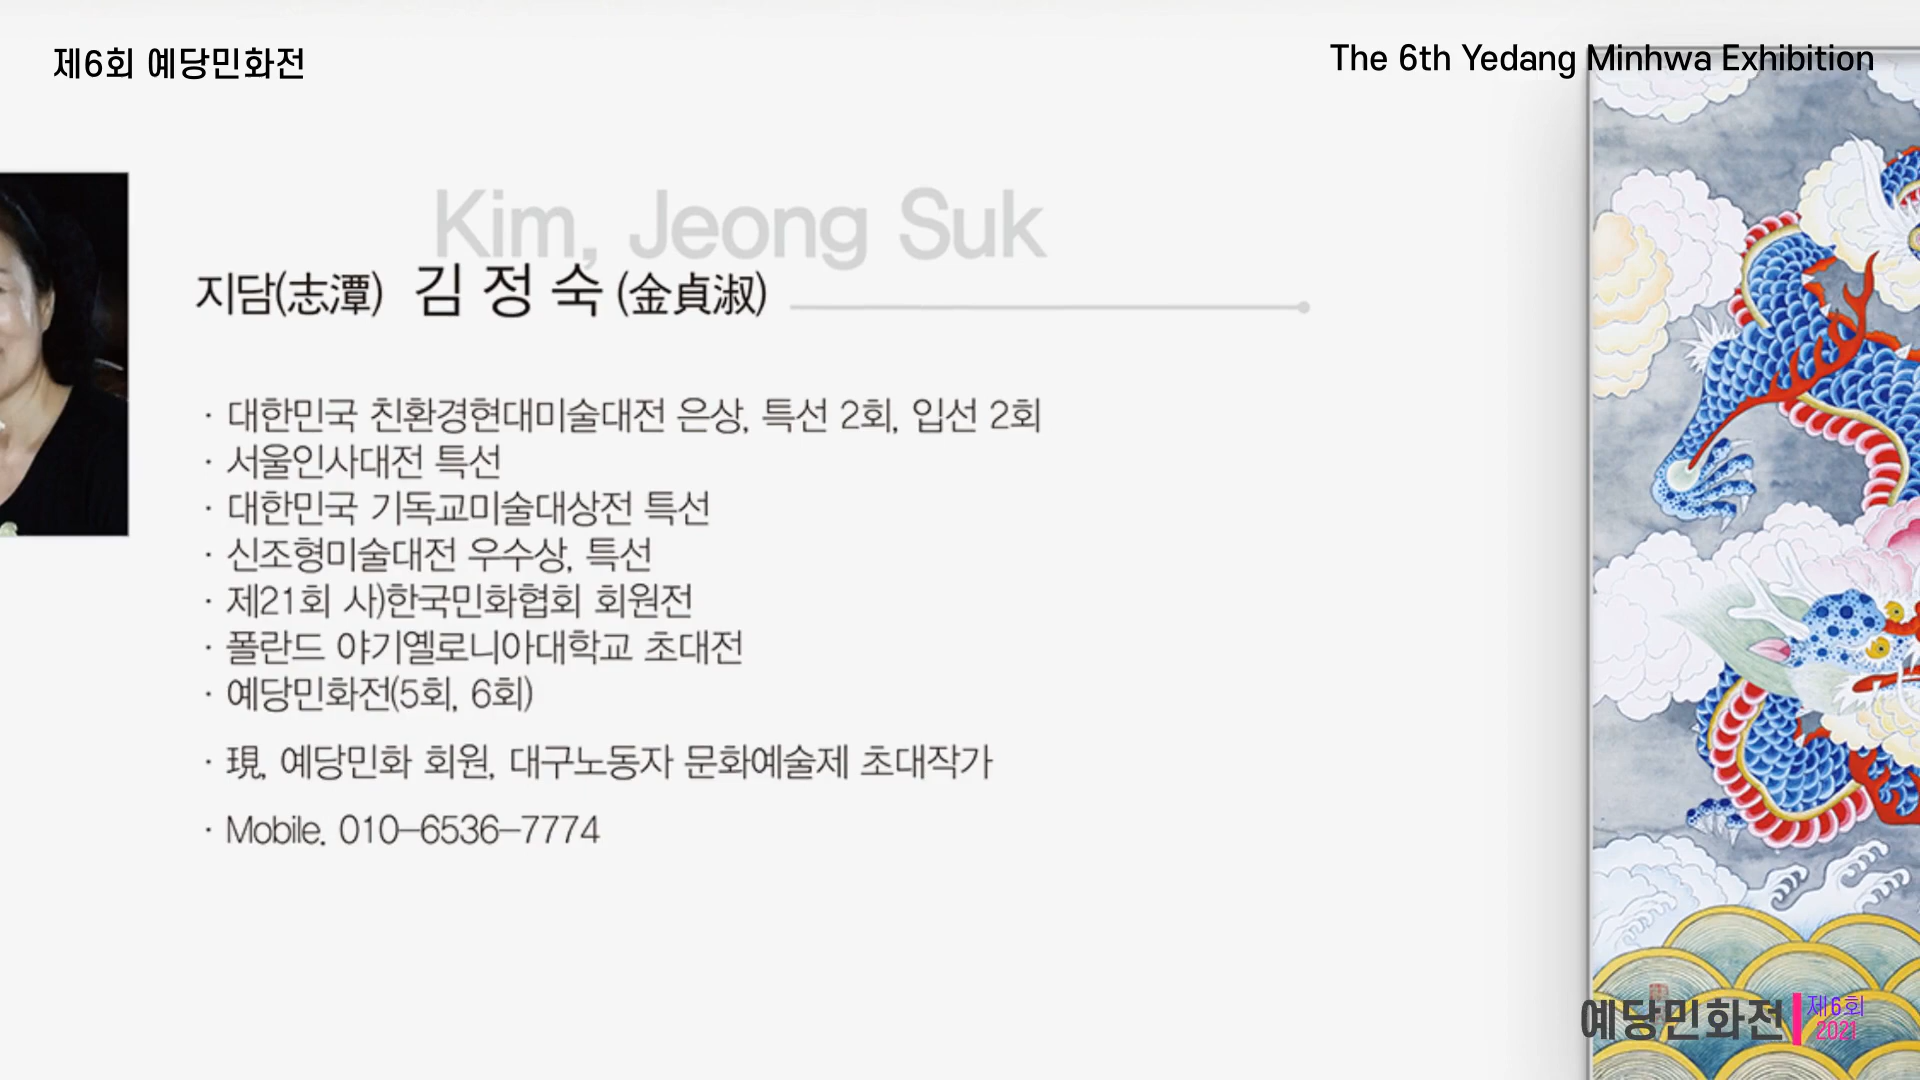 제6회 예당민화전
The 6th Yedang Minhwa Exhibition
Kim, Jeong Suk
지담(志潭) 김정숙(金貞淑)
· 대한민국 친환경현대미술대전 은상, 특선 2회, 입선 2회
· 서울인사대전 특선
· 대한민국 기독교미술대상전 특선
· 신조형미술대전 우수상, 특선
· 제21회 사)한국민화협회 회원전
· 폴란드 야기옐로니아대학교 초대전
· 예당민화전(5회, 6회)
· 現, 예당민화 회원, 대구노동자 문화예술제 초대작가
· Mobile. 010-6536-7774
예당민화전
제6회
2021